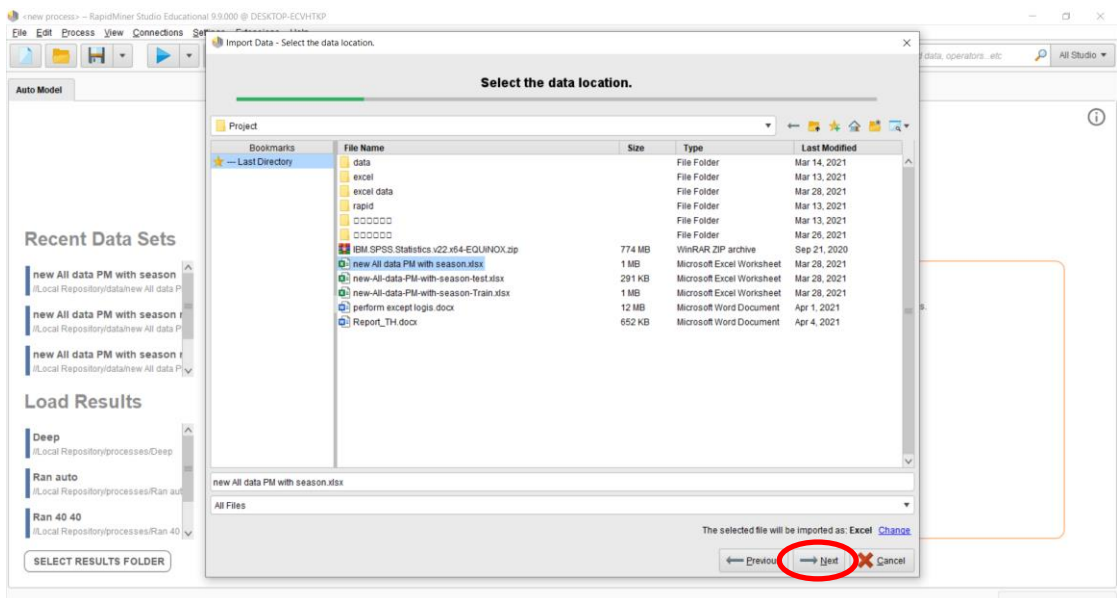 <new process> – RapidMiner Studio Educational 9.9.000 @ DESKTOP-ECVHTKP
File Edit Process View Connections
Import Data - Select the data location.
data, operators...etc
All Studio
Auto Model
Select the data location.
Project
Bookmarks
File Name Size Type Last Modified
— Last Directory
data File Folder Mar 14, 2021
excel File Folder Mar 13, 2021
excel data File Folder Mar 28, 2021
rapid File Folder Mar 13, 2021
□□□□□□ File Folder Mar 13, 2021
□□□□□□ File Folder Mar 26, 2021
IBM.SPSS.Statistics.v22.x64-EQUiNOX.zip 774 MB WinRAR ZIP archive Sep 21, 2020
new All data PM with season.xlsx 1 MB Microsoft Excel Worksheet Mar 28, 2021
new-All-data-PM-with-season-test.xlsx 291 KB Microsoft Excel Worksheet Mar 28, 2021
new-All-data-PM-with-season-Train.xlsx 1 MB Microsoft Excel Worksheet Mar 28, 2021
perform except logis.docx 12 MB Microsoft Word Document Apr 1, 2021
Report_TH.docx 652 KB Microsoft Word Document Apr 4, 2021
Recent Data Sets
new All data PM with season
//Local Repository/data/new All data P
new All data PM with season r
//Local Repository/data/new All data P
new All data PM with season r
//Local Repository/data/new All data P
Load Results
Deep
//Local Repository/processes/Deep
Ran auto
//Local Repository/processes/Ran aut
Ran 40 40
//Local Repository/processes/Ran 40
SELECT RESULTS FOLDER
new All data PM with season.xlsx
All Files
The selected file will be imported as: Excel Change
Previous
Next
Cancel